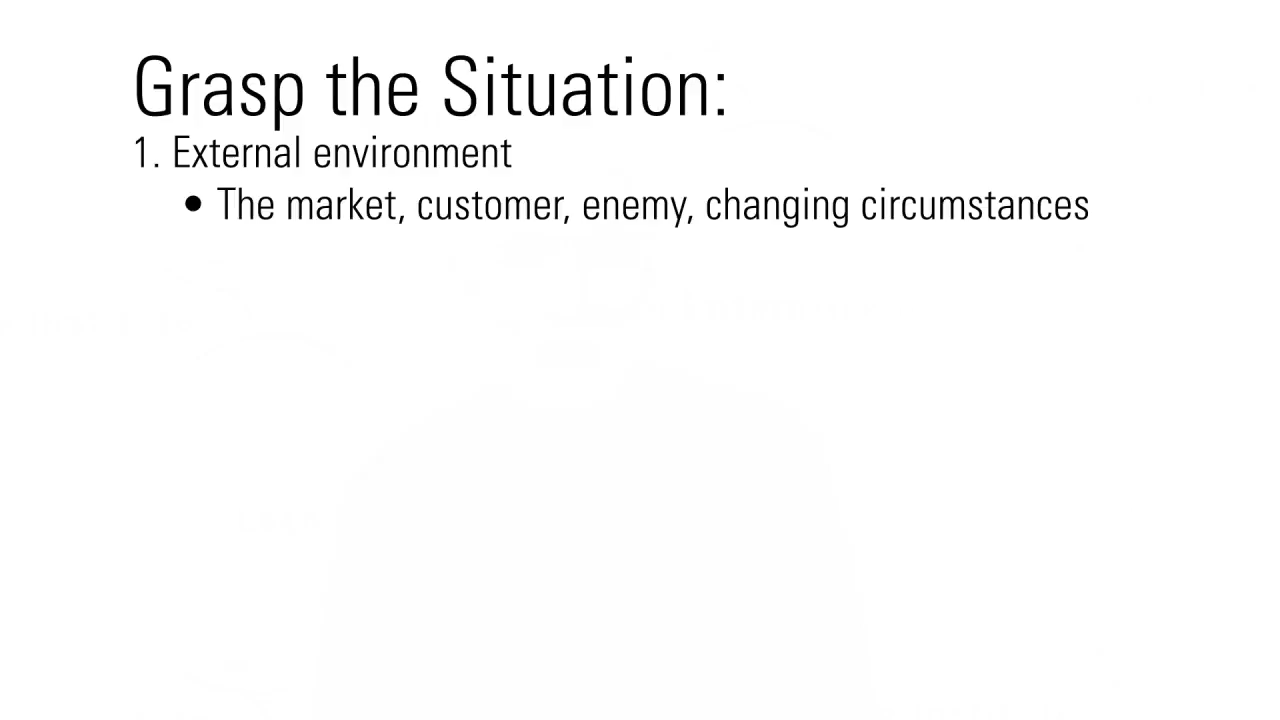 Grasp the Situation:
1. External environment
• The market, customer, enemy, changing circumstances